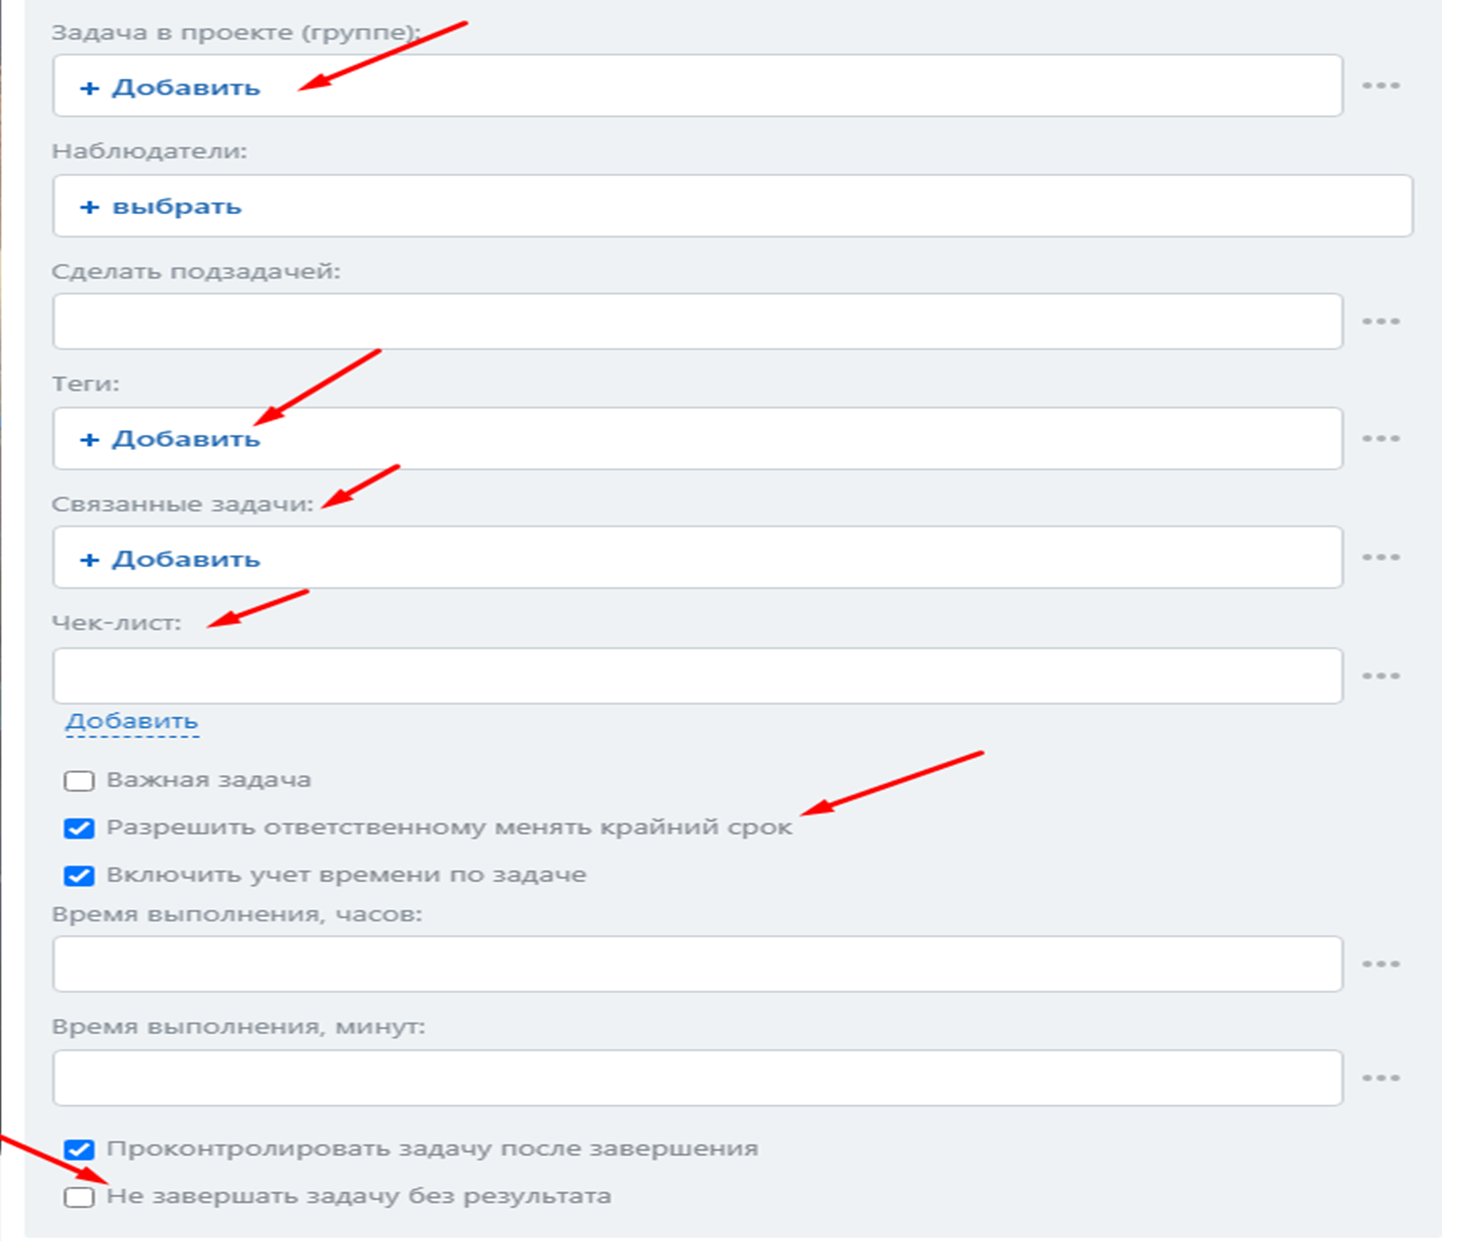 Задача в проекте (группе):
+ Добавить
Наблюдатели:
+ выбрать
Сделать подзадачей:
Теги:
+ Добавить
Связанные задачи:
+ Добавить
Чек-лист:
Добавить
Важная задача
Разрешить ответственному менять крайний срок
Включить учет времени по задаче
Время выполнения, часов:
Время выполнения, минут:
Проконтролировать задачу после завершения
Не завершать задачу без результата